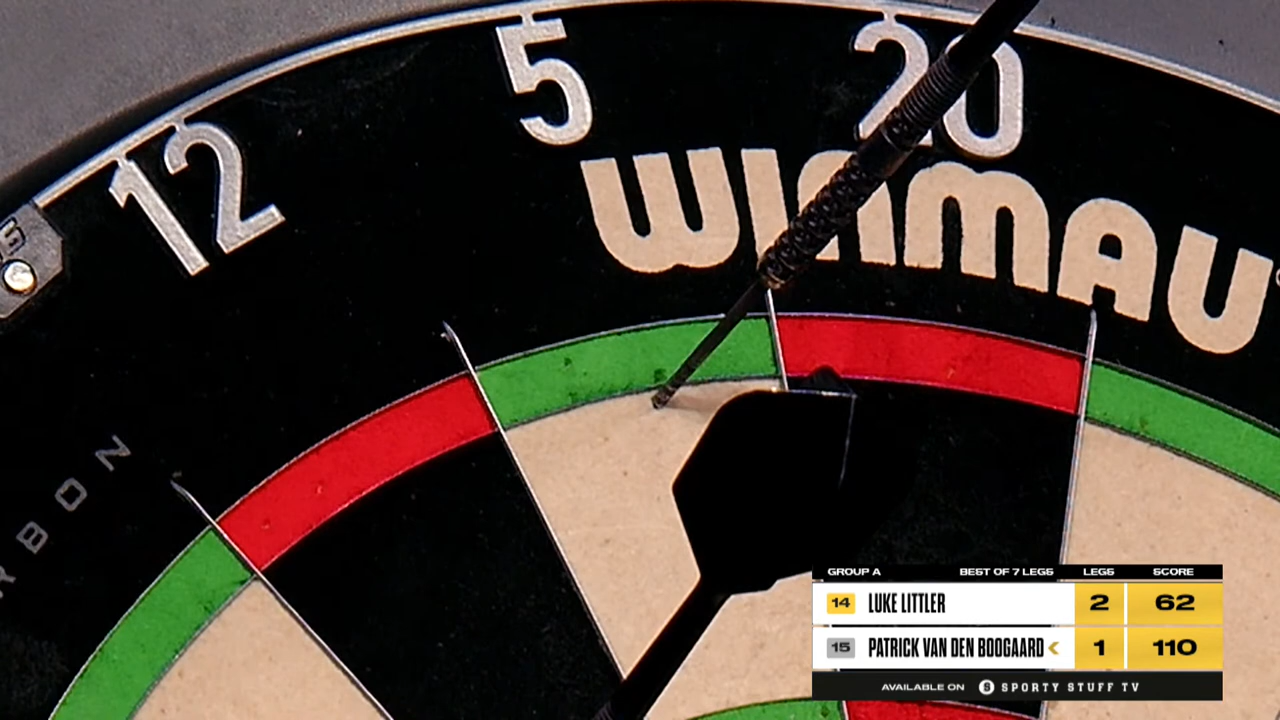 5
20
12
WINMAU
RBON
GROUP A BEST OF 7 LEGS LEGS SCORE
14 LUKE LITTLER 2 62
15 PATRICK VAN DEN BOOGAARD 1 110
AVAILABLE ON S SPORTY STUFF TV